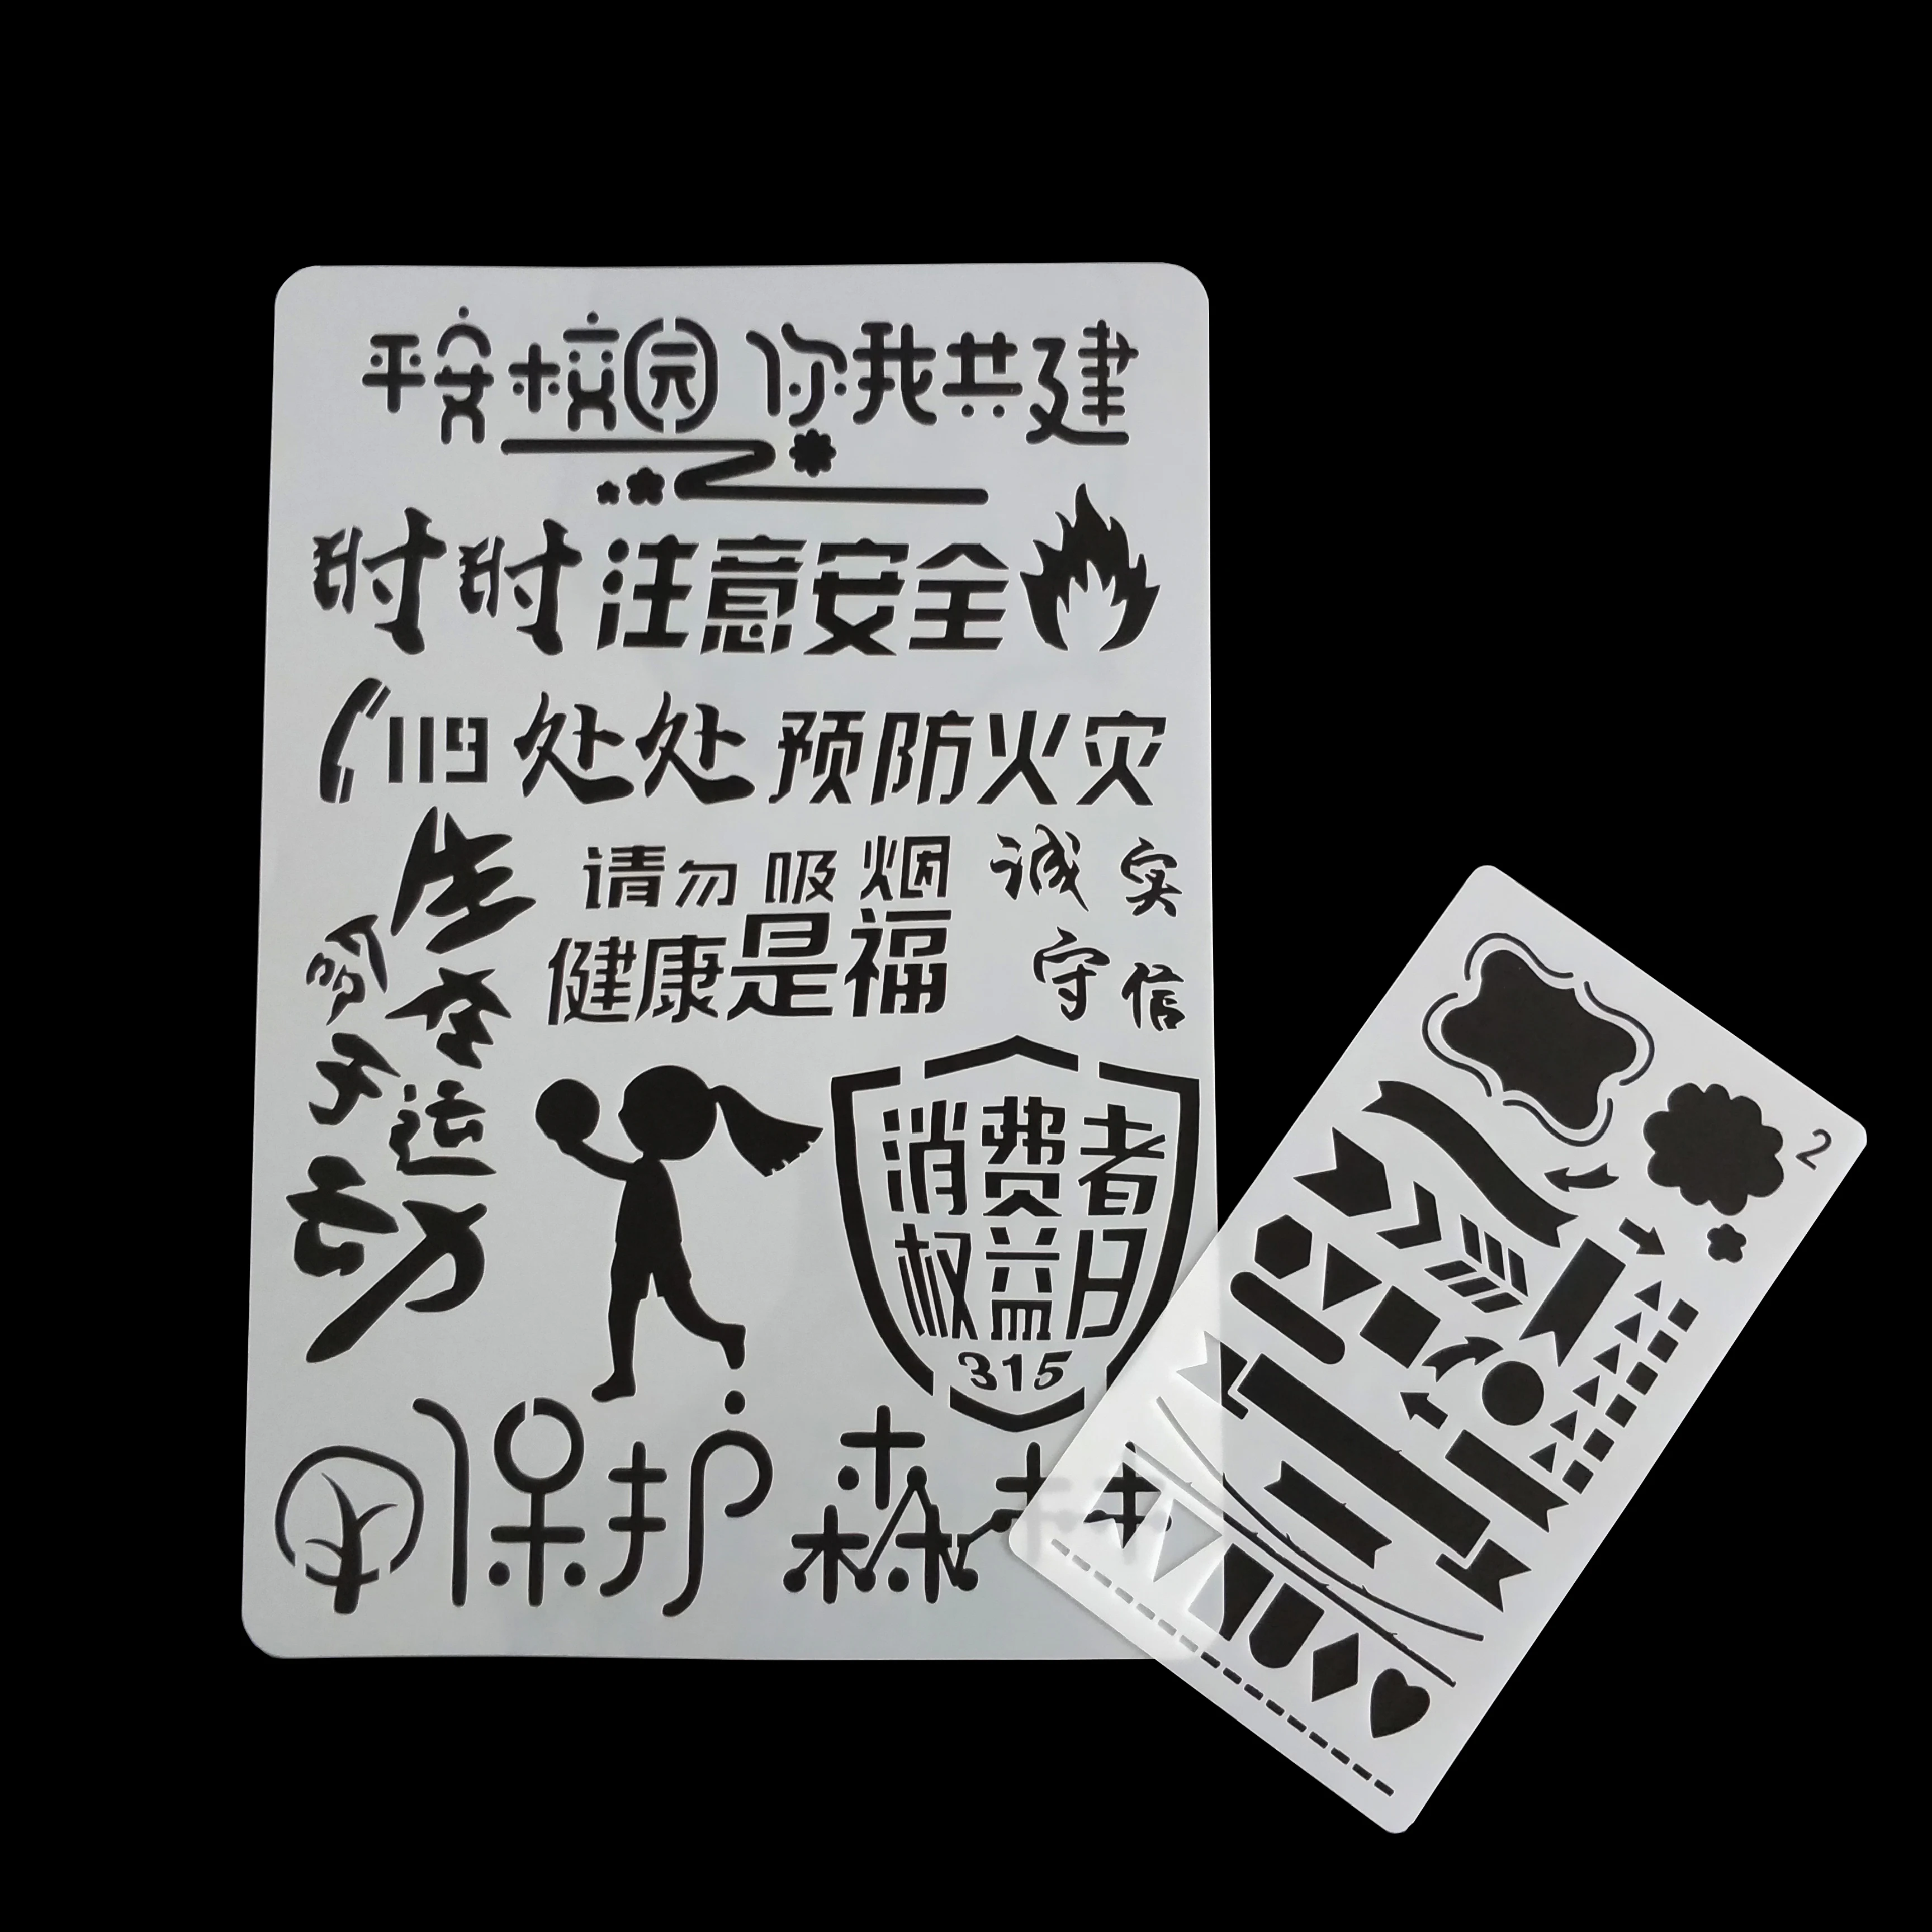 平安校园 你我共建
时时注意安全
119 处处预防火灾
生命在于运动
请勿吸烟
健康是福
诚实
守信
消费者
权益日
315
保护森林
2